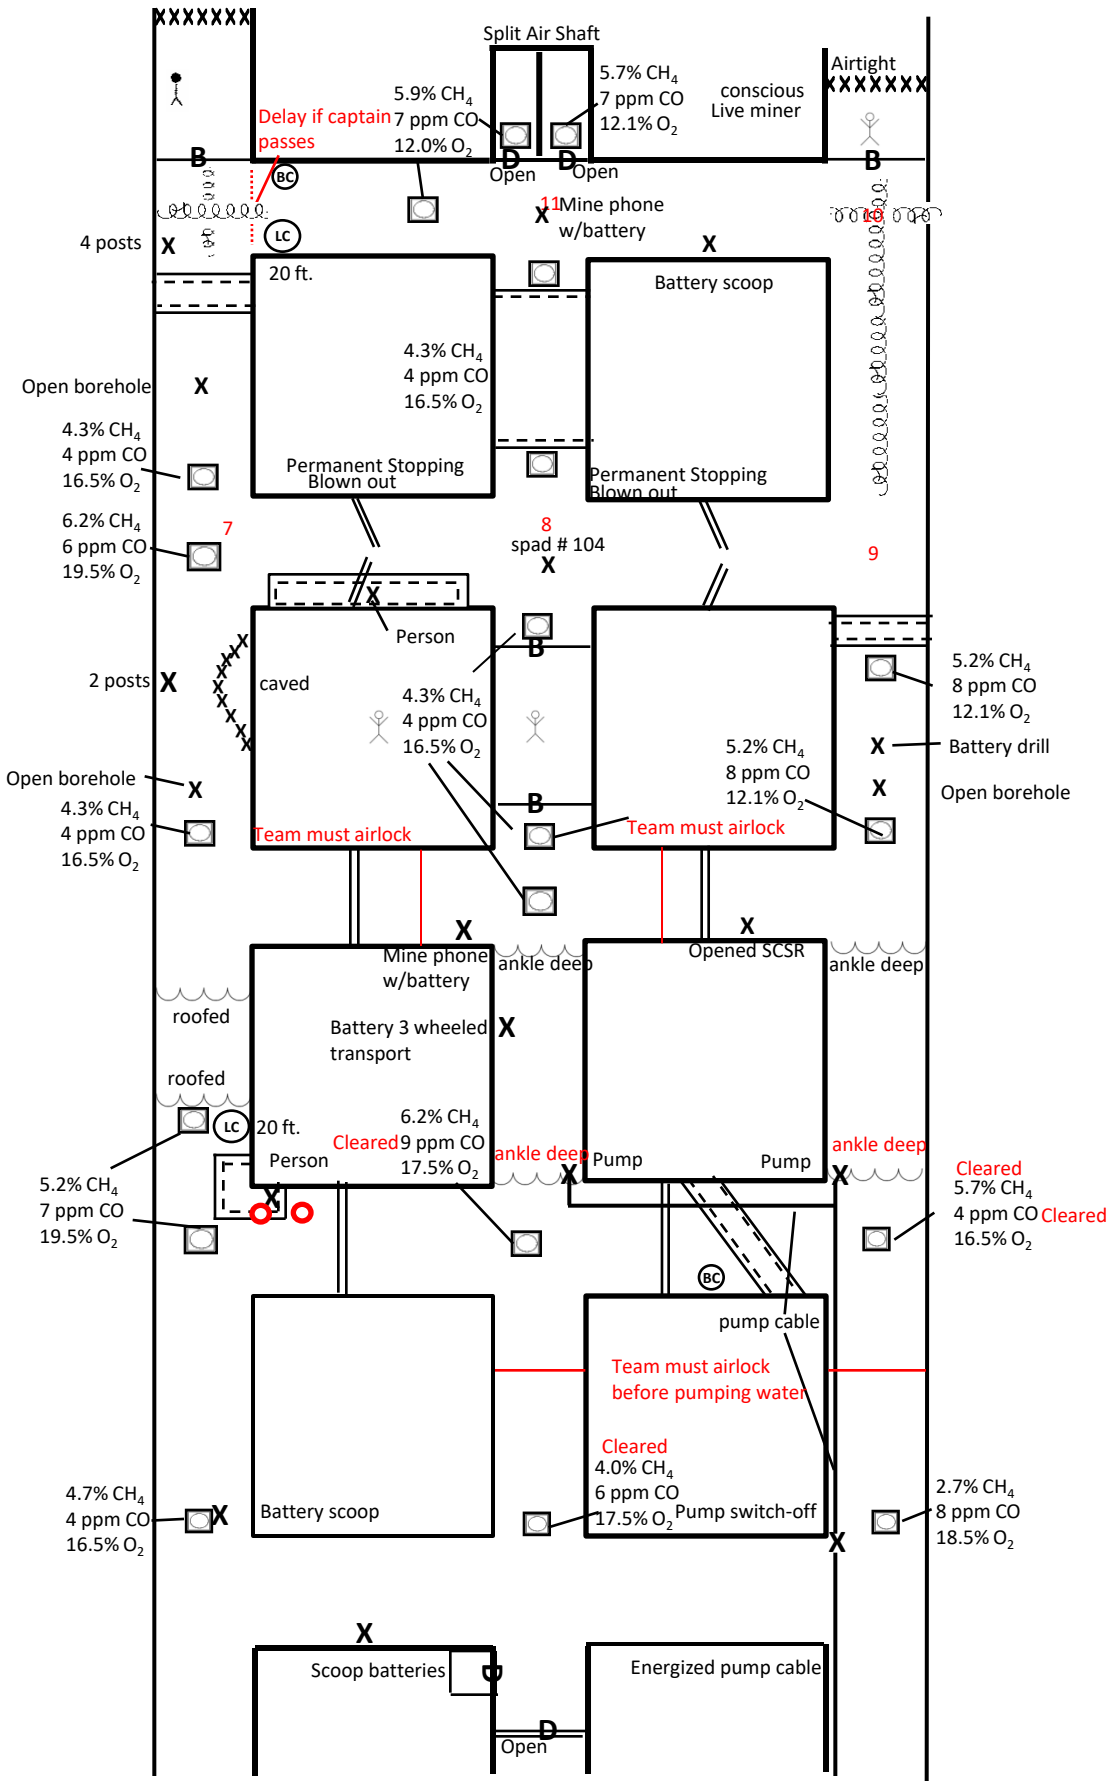 XXXXXXX
Split Air Shaft
Airtight
XXXXXXX
5.9% CH₄
7 ppm CO
12.0% O₂
5.7% CH₄
7 ppm CO
12.1% O₂
conscious
Live miner
Delay if captain
passes
B
D
D
B
Open
Open
BC
11
X
Mine phone
w/battery
10
4 posts
X
LC
X
20 ft.
Battery scoop
4.3% CH₄
4 ppm CO
16.5% O₂
Open borehole
X
4.3% CH₄
4 ppm CO
16.5% O₂
Permanent Stopping
Blown out
Permanent Stopping
Blown out
6.2% CH₄
6 ppm CO
19.5% O₂
7
8
spad # 104
X
9
X
Person
B
2 posts
X
XXXXXXXXX
caved
4.3% CH₄
4 ppm CO
16.5% O₂
5.2% CH₄
8 ppm CO
12.1% O₂
5.2% CH₄
8 ppm CO
12.1% O₂
X
Battery drill
Open borehole
X
X
Open borehole
4.3% CH₄
4 ppm CO
16.5% O₂
B
Team must airlock
Team must airlock
X
X
Mine phone
w/battery
ankle deep
Opened SCSR
ankle deep
roofed
Battery 3 wheeled
transport
X
roofed
LC
20 ft.
Person
X
Cleared
6.2% CH₄
9 ppm CO
17.5% O₂
ankle deep
X
Pump
Pump
X
ankle deep
5.2% CH₄
7 ppm CO
19.5% O₂
Cleared
5.7% CH₄
4 ppm CO
16.5% O₂
Cleared
BC
pump cable
Team must airlock
before pumping water
Cleared
4.0% CH₄
6 ppm CO
17.5% O₂
4.7% CH₄
4 ppm CO
16.5% O₂
X
Battery scoop
Pump switch-off
X
2.7% CH₄
8 ppm CO
18.5% O₂
X
Scoop batteries
D
Energized pump cable
D
Open